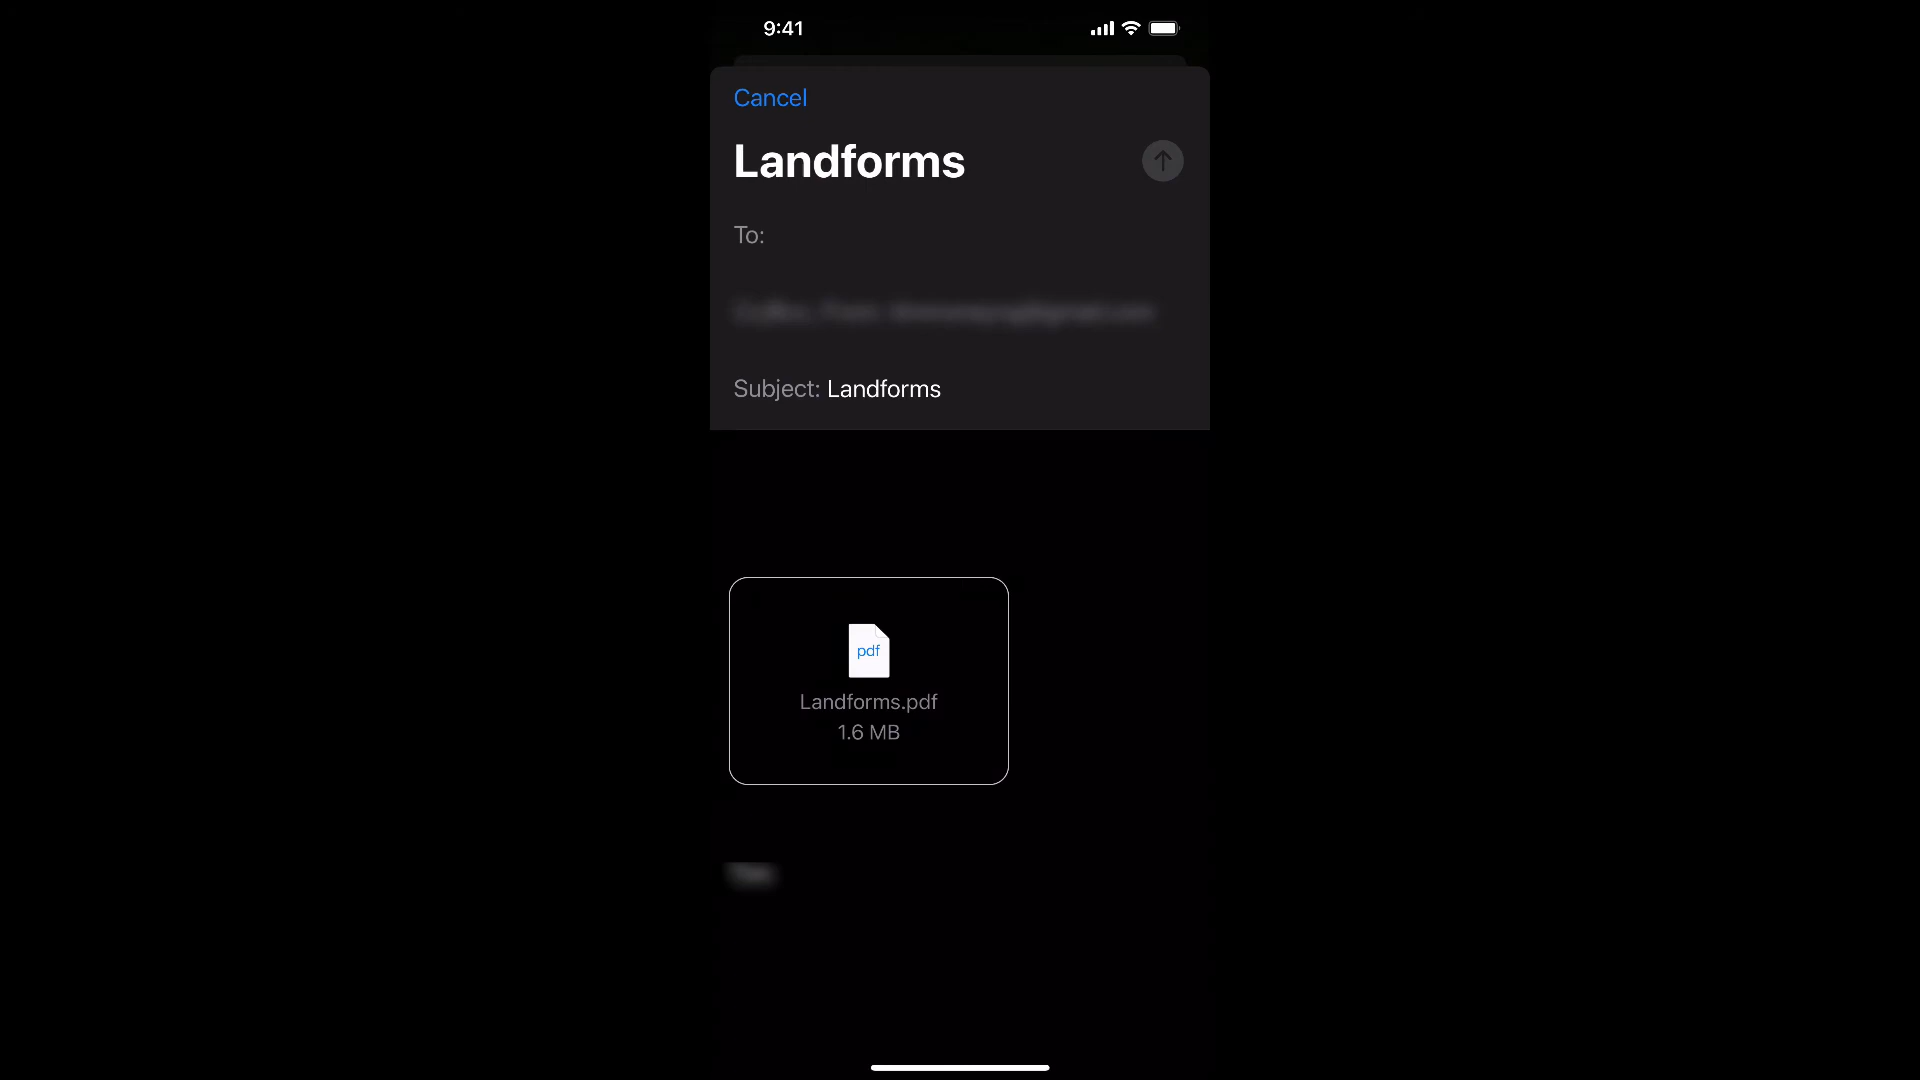 9:41
Cancel
Landforms
To:
Subject: Landforms
pdf
Landforms.pdf
1.6 MB